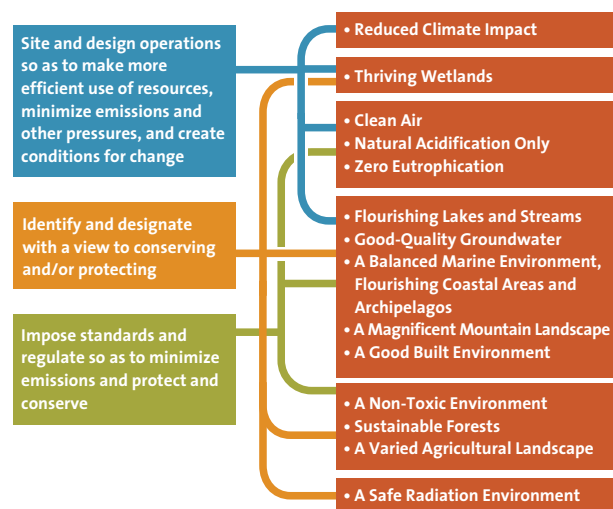 Site and design operations
so as to make more
efficient use of resources,
minimize emissions and
other pressures, and create
conditions for change
Identify and designate
with a view to conserving
and/or protecting
Impose standards and
regulate so as to minimize
emissions and protect and
conserve
• Reduced Climate Impact
• Thriving Wetlands
• Clean Air
• Natural Acidification Only
• Zero Eutrophication
• Flourishing Lakes and Streams
• Good-Quality Groundwater
• A Balanced Marine Environment,
Flourishing Coastal Areas and
Archipelagos
• A Magnificent Mountain Landscape
• A Good Built Environment
• A Non-Toxic Environment
• Sustainable Forests
• A Varied Agricultural Landscape
• A Safe Radiation Environment